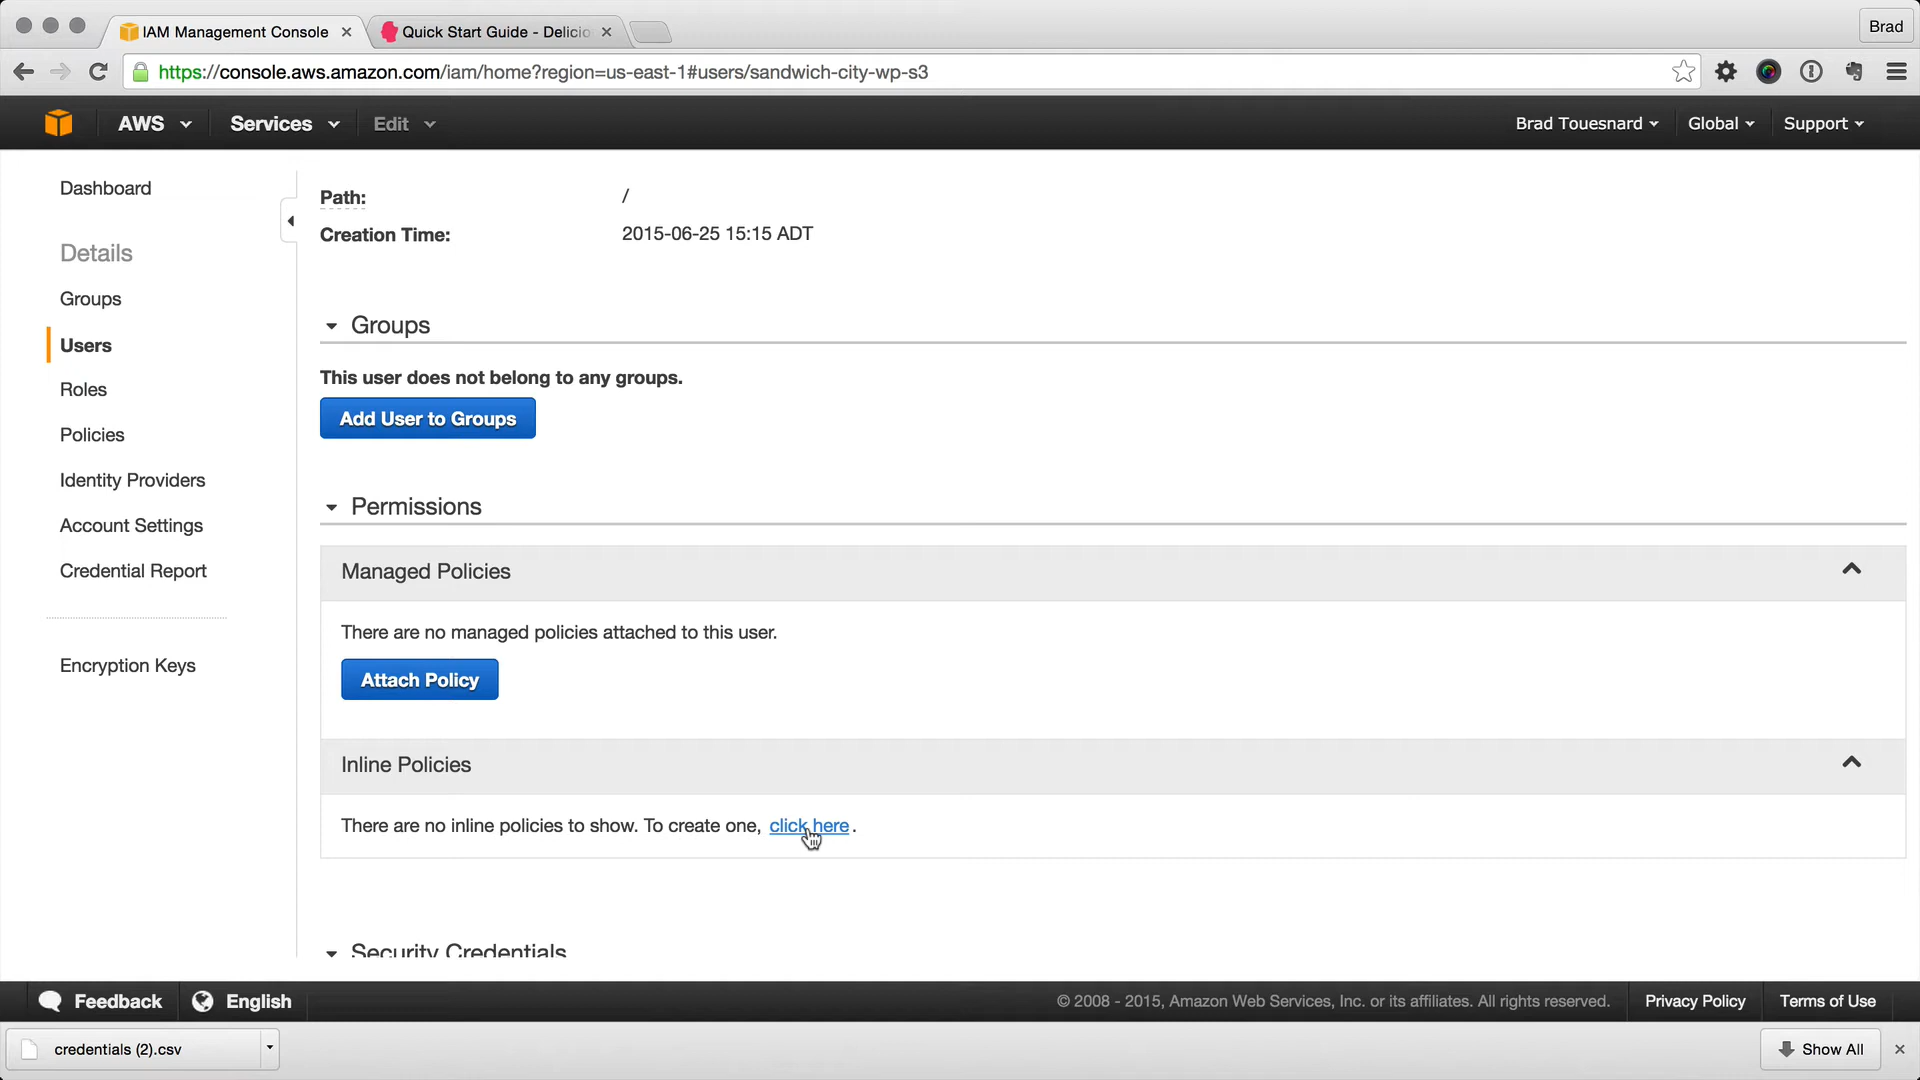 IAM Management Console
Quick Start Guide - Delicio
Brad
https://console.aws.amazon.com/iam/home?region=us-east-1#users/sandwich-city-wp-s3
AWS Services Edit Brad Touesnard Global Support
Dashboard
Details
Groups
Users
Roles
Policies
Identity Providers
Account Settings
Credential Report
Encryption Keys
Path: /
Creation Time: 2015-06-25 15:15 ADT
Groups
This user does not belong to any groups.
Add User to Groups
Permissions
Managed Policies
There are no managed policies attached to this user.
Attach Policy
Inline Policies
There are no inline policies to show. To create one, click here.
Security Credentials
Feedback English © 2008 - 2015, Amazon Web Services, Inc. or its affiliates. All rights reserved. Privacy Policy Terms of Use
credentials (2).csv Show All